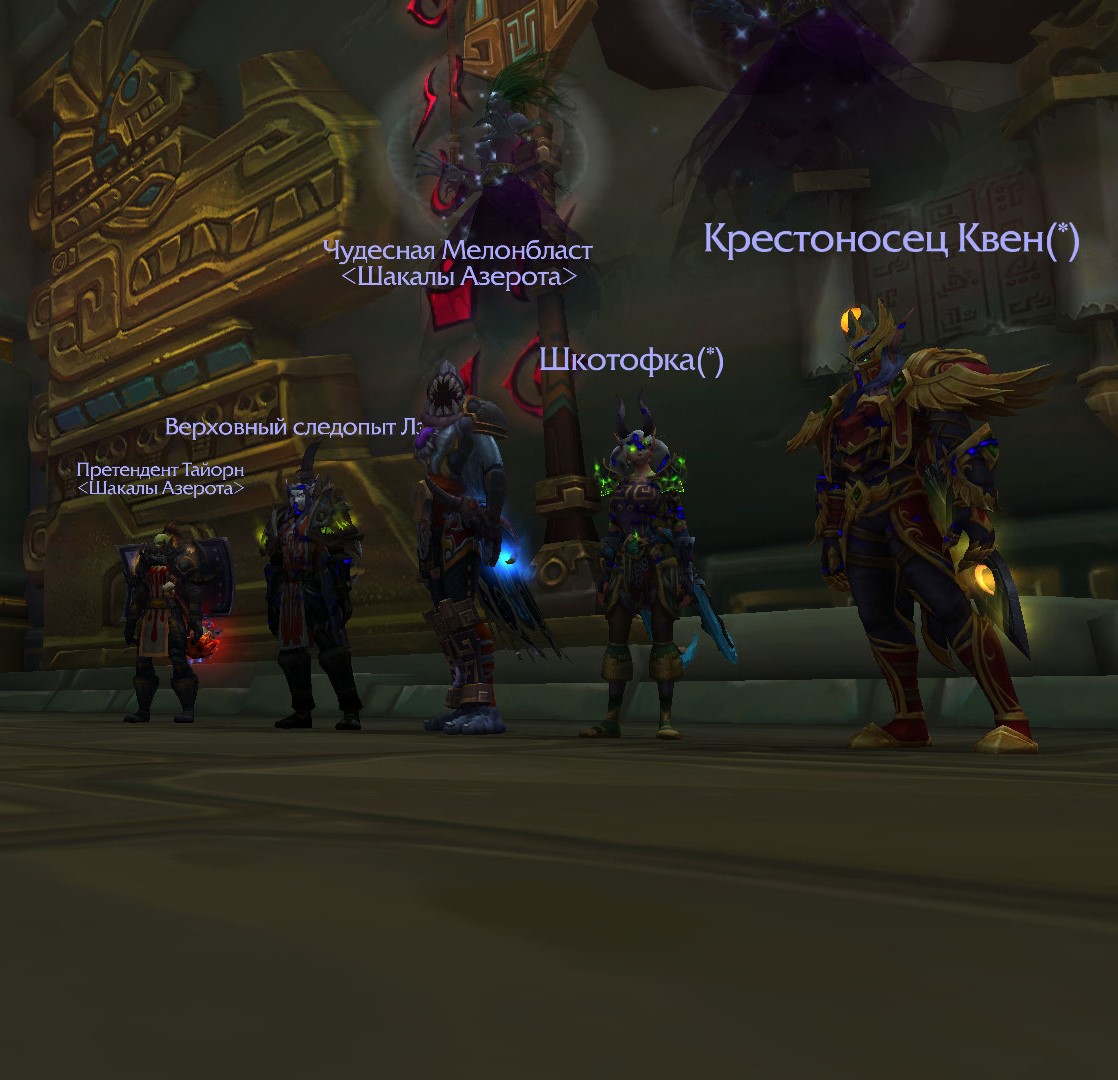 Чудесная Мелонбласт
<Шакалы Азерота>
Крестоносец Квен(*)
Шкотофка(*)
Верховный следопыт
Претендент Тайорн
<Шакалы Азерота>